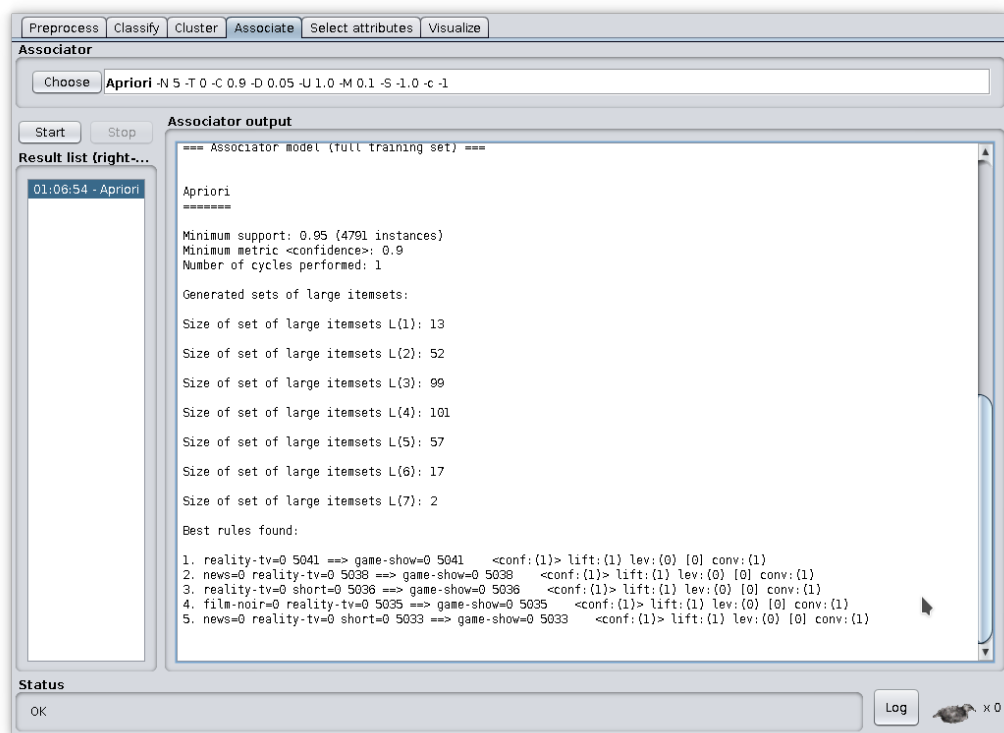 Preprocess Classify Cluster Associate Select attributes Visualize
Associator
Choose Apriori -N 5 -T 0 -C 0.9 -D 0.05 -U 1.0 -M 0.1 -S -1.0 -c -1
Start Stop
Result list (right-...
01:06:54 - Apriori
Associator output
=== Associator model (full training set) ===
Apriori
=======
Minimum support: 0.95 (4791 instances)
Minimum metric <confidence>: 0.9
Number of cycles performed: 1
Generated sets of large itemsets:
Size of set of large itemsets L(1): 13
Size of set of large itemsets L(2): 52
Size of set of large itemsets L(3): 99
Size of set of large itemsets L(4): 101
Size of set of large itemsets L(5): 57
Size of set of large itemsets L(6): 17
Size of set of large itemsets L(7): 2
Best rules found:
1. reality-tv=0 5041 ==> game-show=0 5041 <conf:(1)> lift:(1) lev:(0) [0] conv:(1)
2. news=0 reality-tv=0 5038 ==> game-show=0 5038 <conf:(1)> lift:(1) lev:(0) [0] conv:(1)
3. reality-tv=0 short=0 5036 ==> game-show=0 5036 <conf:(1)> lift:(1) lev:(0) [0] conv:(1)
4. film-noir=0 reality-tv=0 5035 ==> game-show=0 5035 <conf:(1)> lift:(1) lev:(0) [0] conv:(1)
5. news=0 reality-tv=0 short=0 5033 ==> game-show=0 5033 <conf:(1)> lift:(1) lev:(0) [0] conv:(1)
Status
OK
Log
x 0